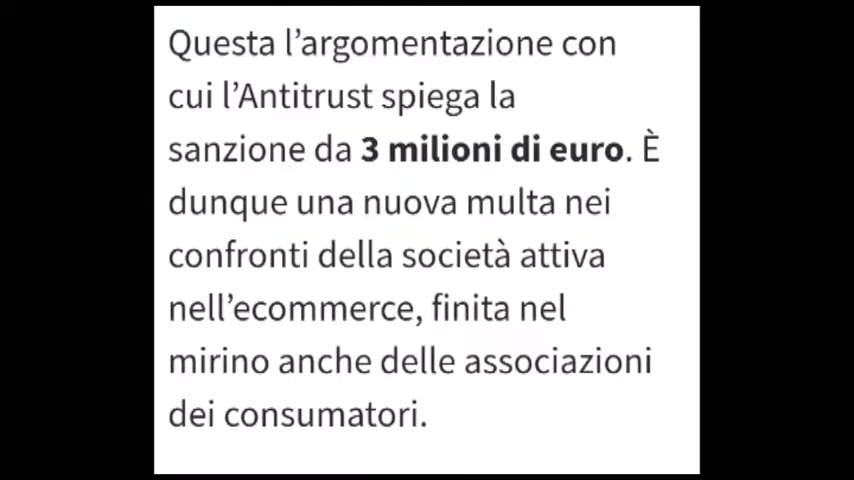 Questa l’argomentazione con
cui l’Antitrust spiega la
sanzione da 3 milioni di euro. È
dunque una nuova multa nei
confronti della società attiva
nell’ecommerce, finita nel
mirino anche delle associazioni
dei consumatori.